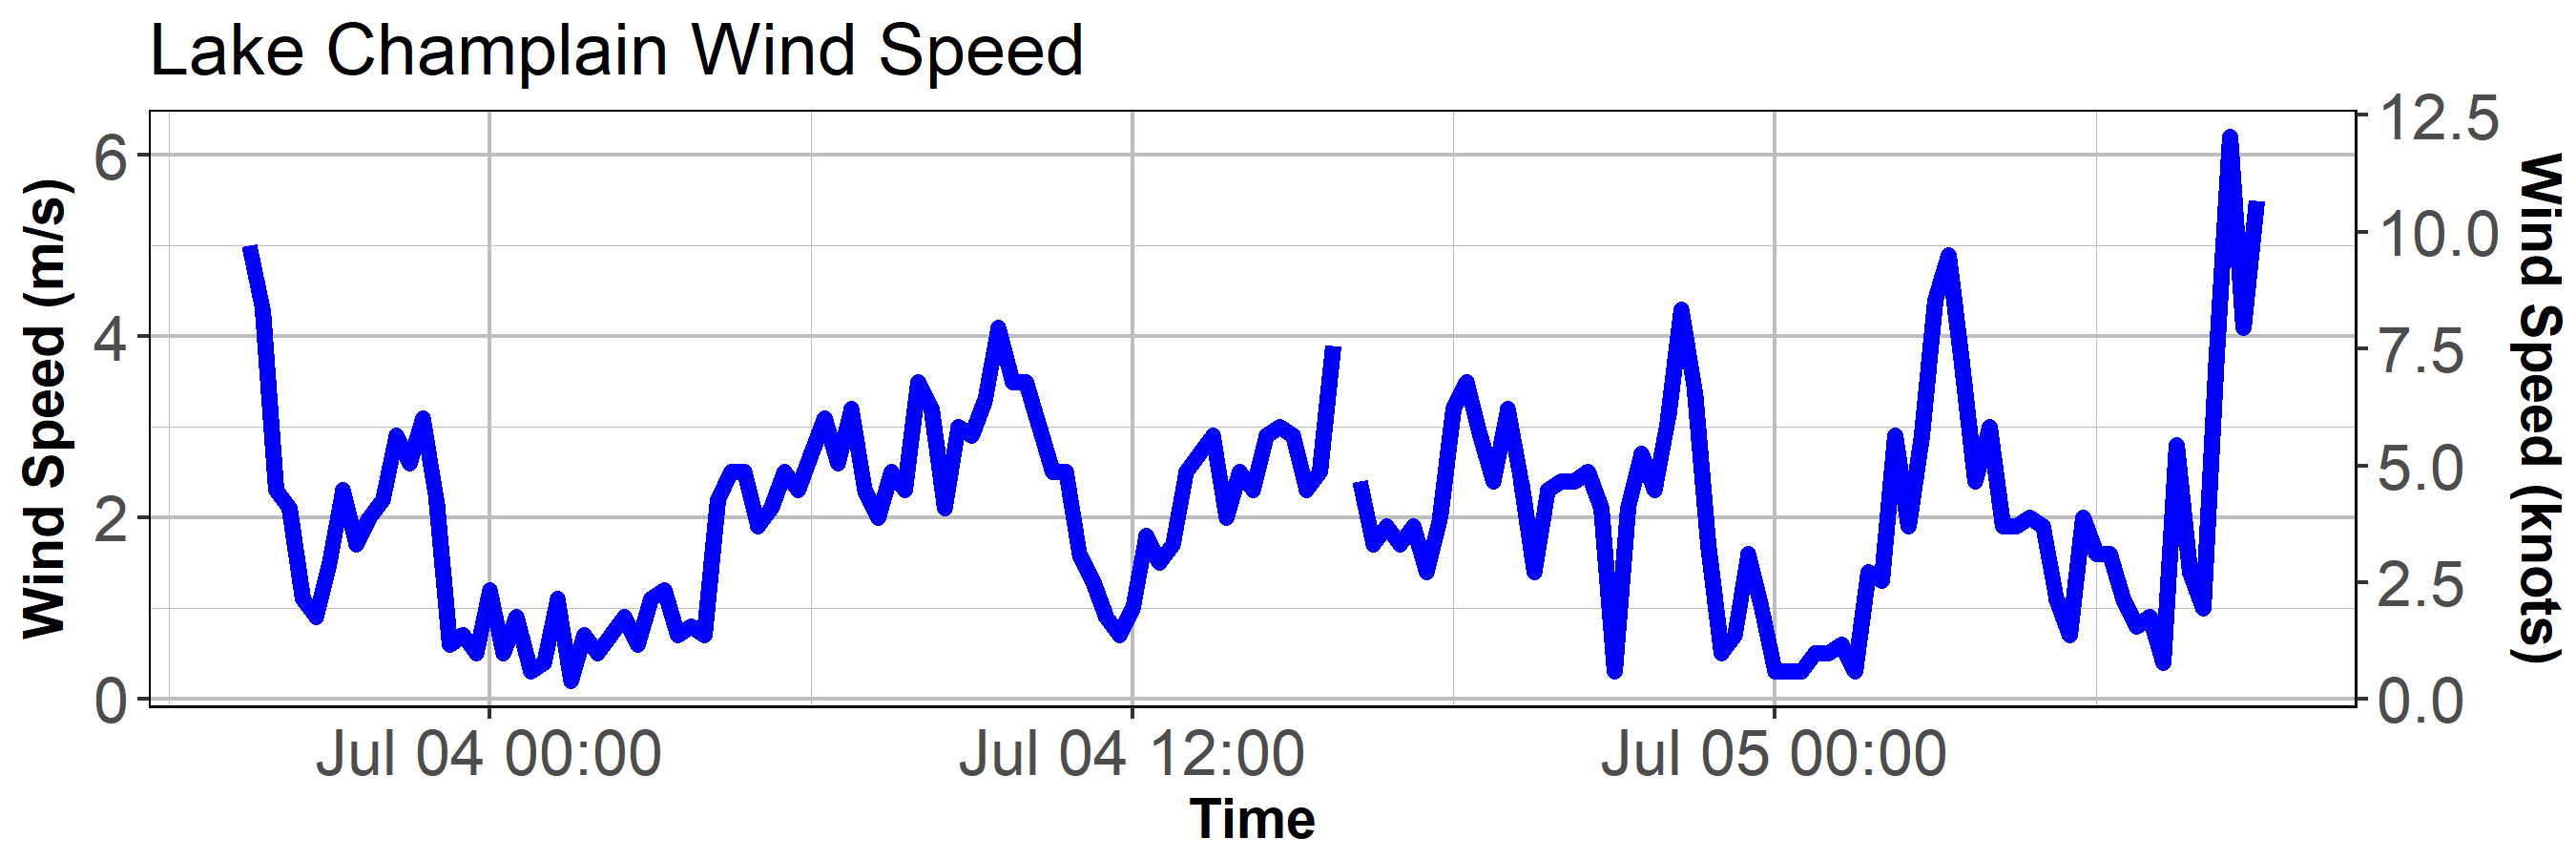 Lake Champlain Wind Speed
Wind Speed (m/s)
6
4
2
0
12.5
10.0
7.5
5.0
2.5
0.0
Wind Speed (knots)
Jul 04 00:00
Jul 04 12:00
Jul 05 00:00
Time